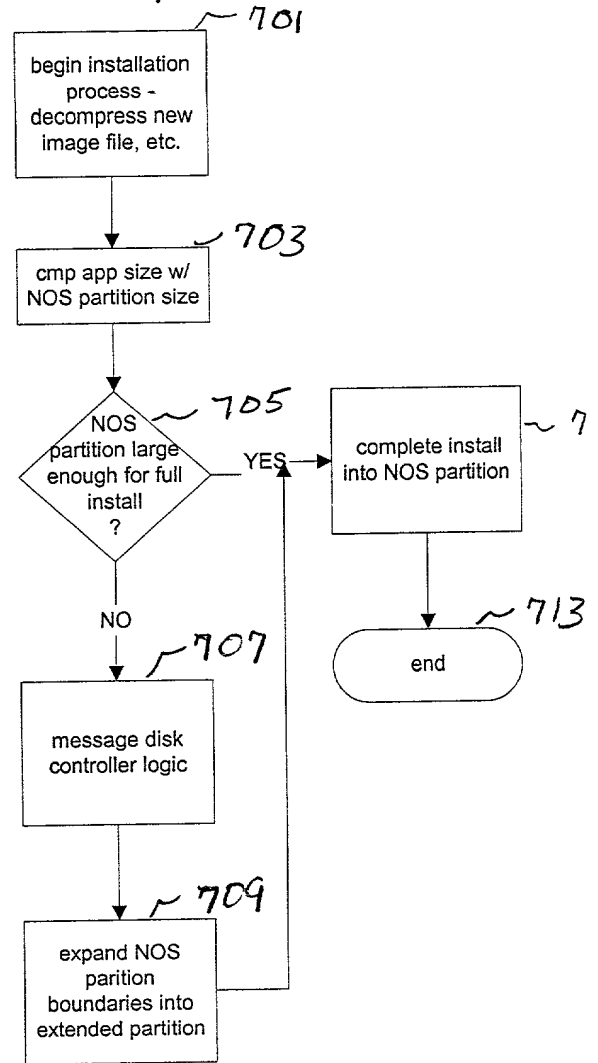 701
begin installation
process -
decompress new
image file, etc.
703
cmp app size w/
NOS partition size
705
NOS
partition large
enough for full
install
?
YES
7
complete install
into NOS partition
NO
713
end
707
message disk
controller logic
709
expand NOS
parition
boundaries into
extended partition